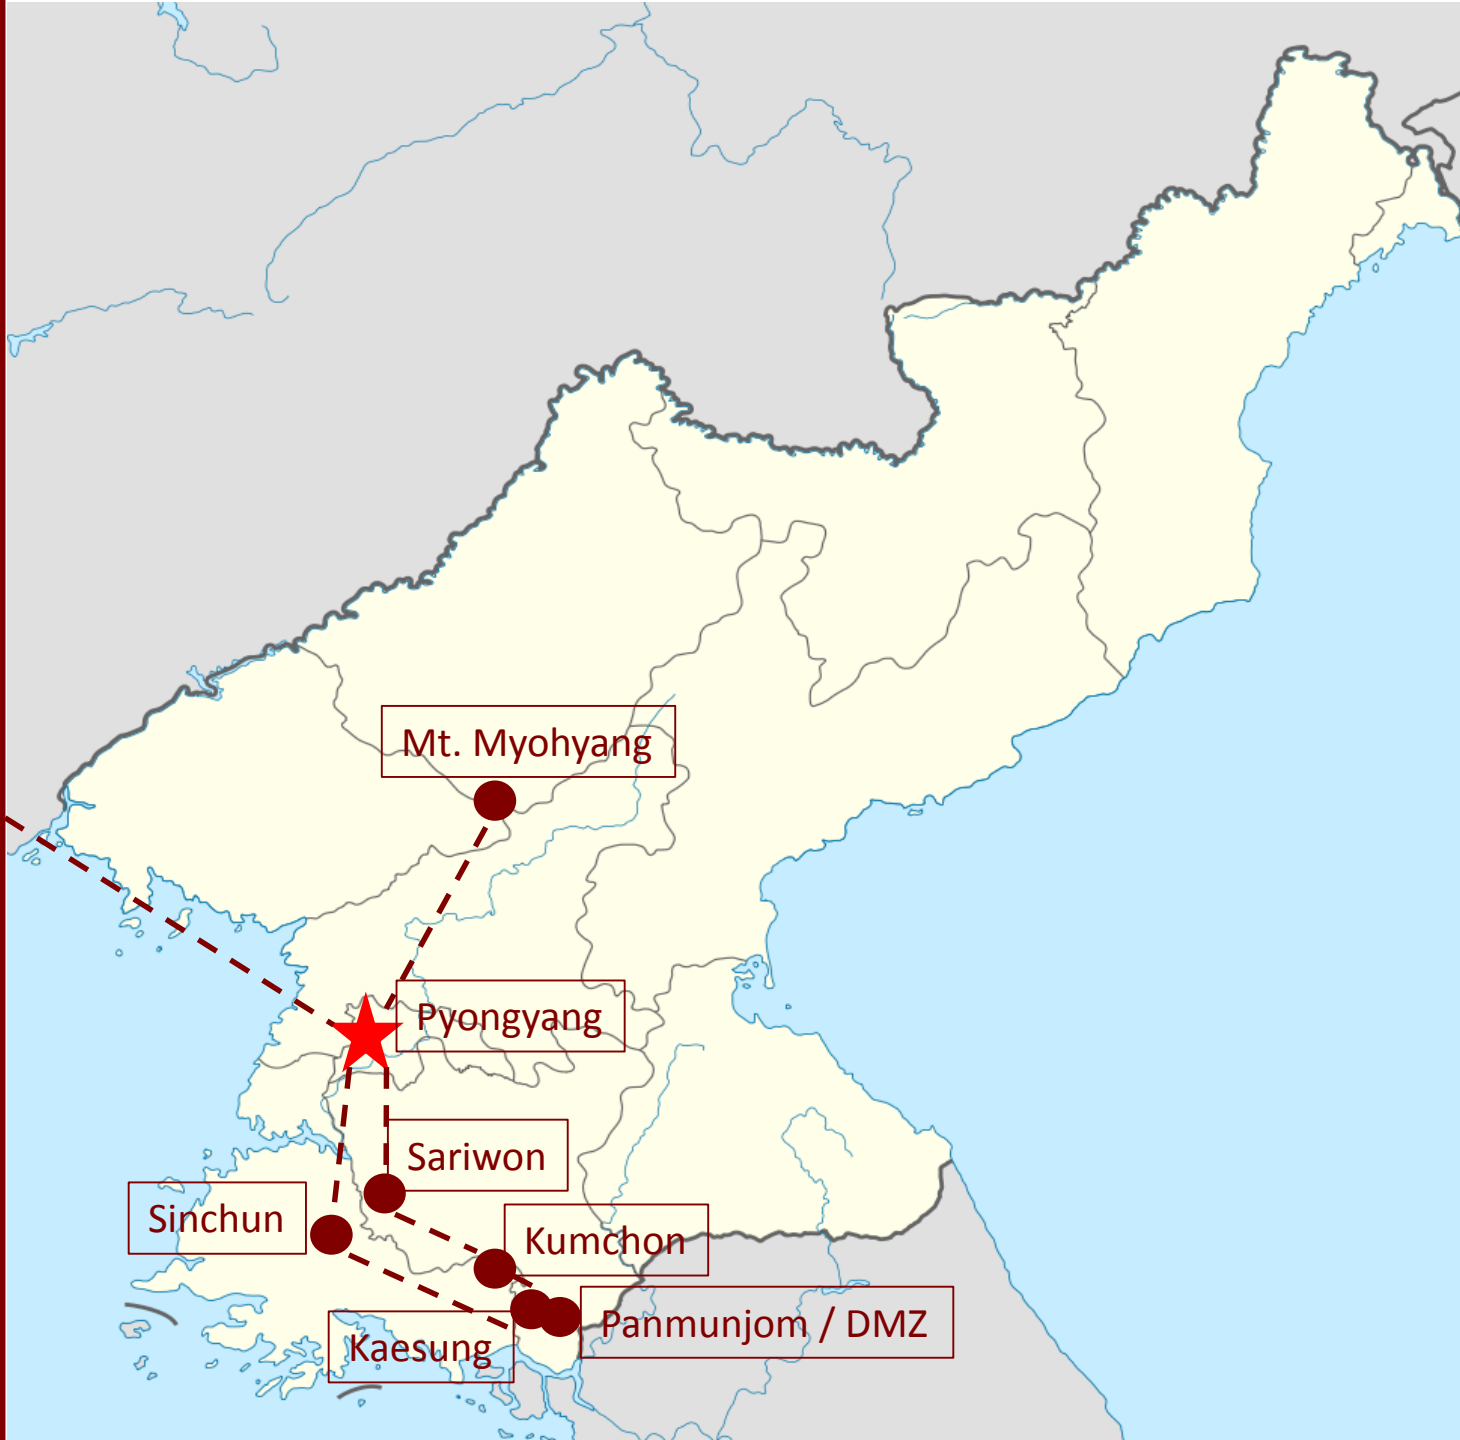 Mt. Myohyang
Pyongyang
Sariwon
Sinchun
Kumchon
Panmunjom / DMZ
Kaesung